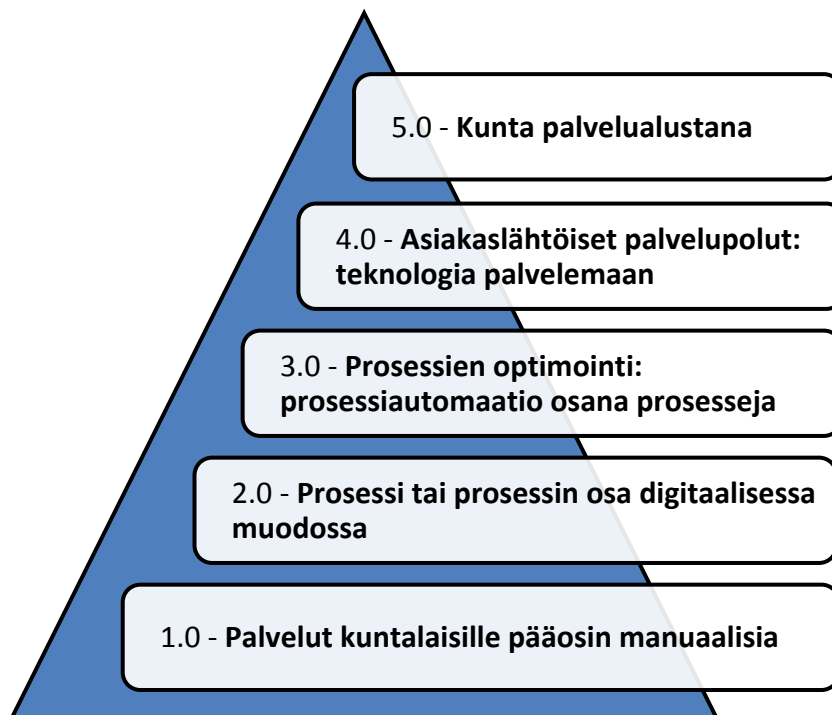 5.0 - Kunta palvelualustana
4.0 - Asiakaslähtöiset palvelupolut:
teknologia palvelemaan
3.0 - Prosessien optimointi:
prosessiautomaatio osana prosesseja
2.0 - Prosessi tai prosessin osa digitaalisessa
muodossa
1.0 - Palvelut kuntalaisille pääosin manuaalisia